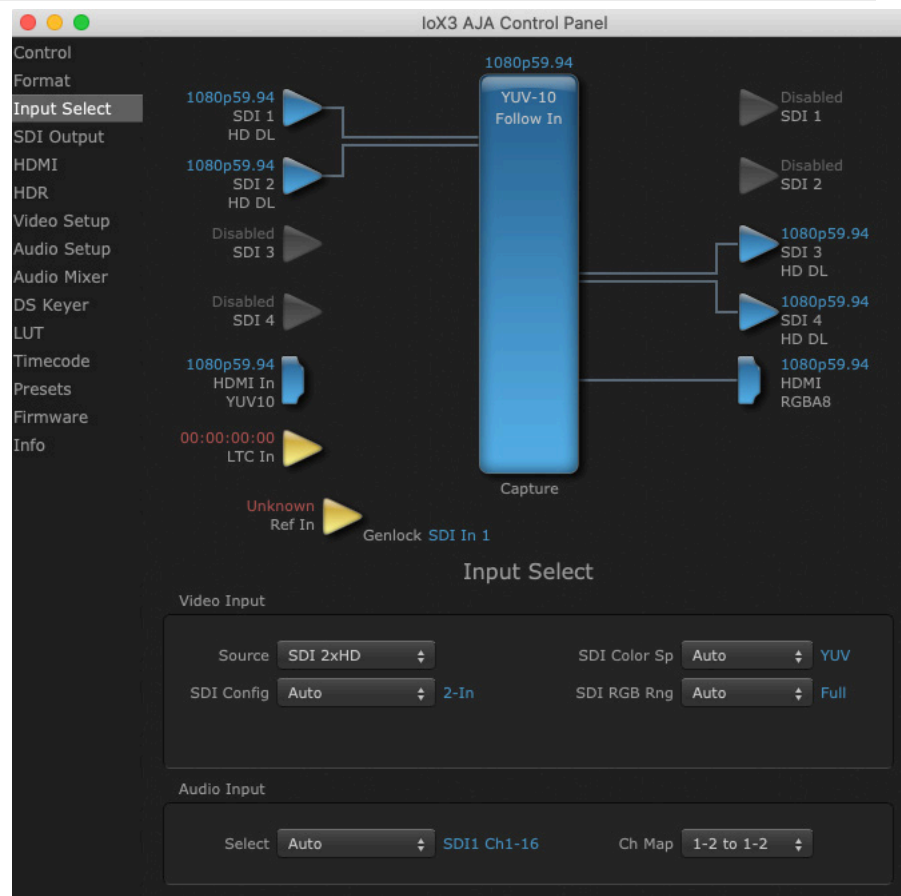 IoX3 AJA Control Panel
Control
Format
Input Select
SDI Output
HDMI
HDR
Video Setup
Audio Setup
Audio Mixer
DS Keyer
LUT
Timecode
Presets
Firmware
Info
1080p59.94
SDI 1
HD DL
1080p59.94
SDI 2
HD DL
Disabled
SDI 3
Disabled
SDI 4
1080p59.94
HDMI In
YUV10
00:00:00:00
LTC In
Unknown
Ref In
Genlock SDI In 1
1080p59.94
YUV-10
Follow In
Capture
Disabled
SDI 1
Disabled
SDI 2
1080p59.94
SDI 3
HD DL
1080p59.94
SDI 4
HD DL
1080p59.94
HDMI
RGBA8
Input Select
Video Input
Source SDI 2xHD SDI Color Sp Auto YUV
SDI Config Auto 2-In SDI RGB Rng Auto Full
Audio Input
Select Auto SDI1 Ch1-16 Ch Map 1-2 to 1-2